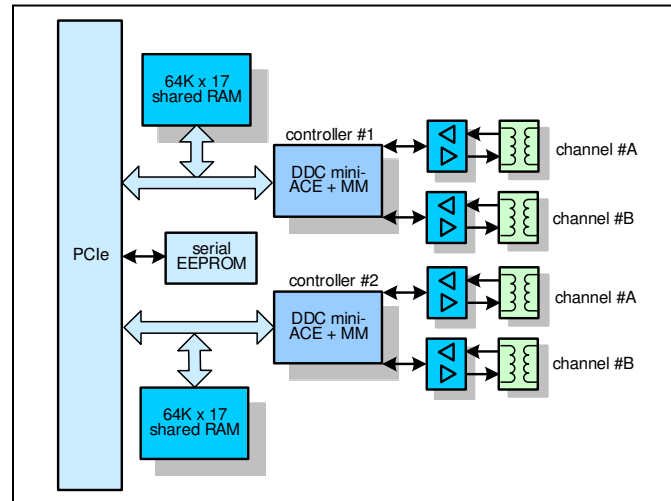 64K x 17
shared RAM
controller #1
DDC mini-
ACE + MM
channel #A
channel #B
PCIe
serial
EEPROM
controller #2
DDC mini-
ACE + MM
channel #A
channel #B
64K x 17
shared RAM